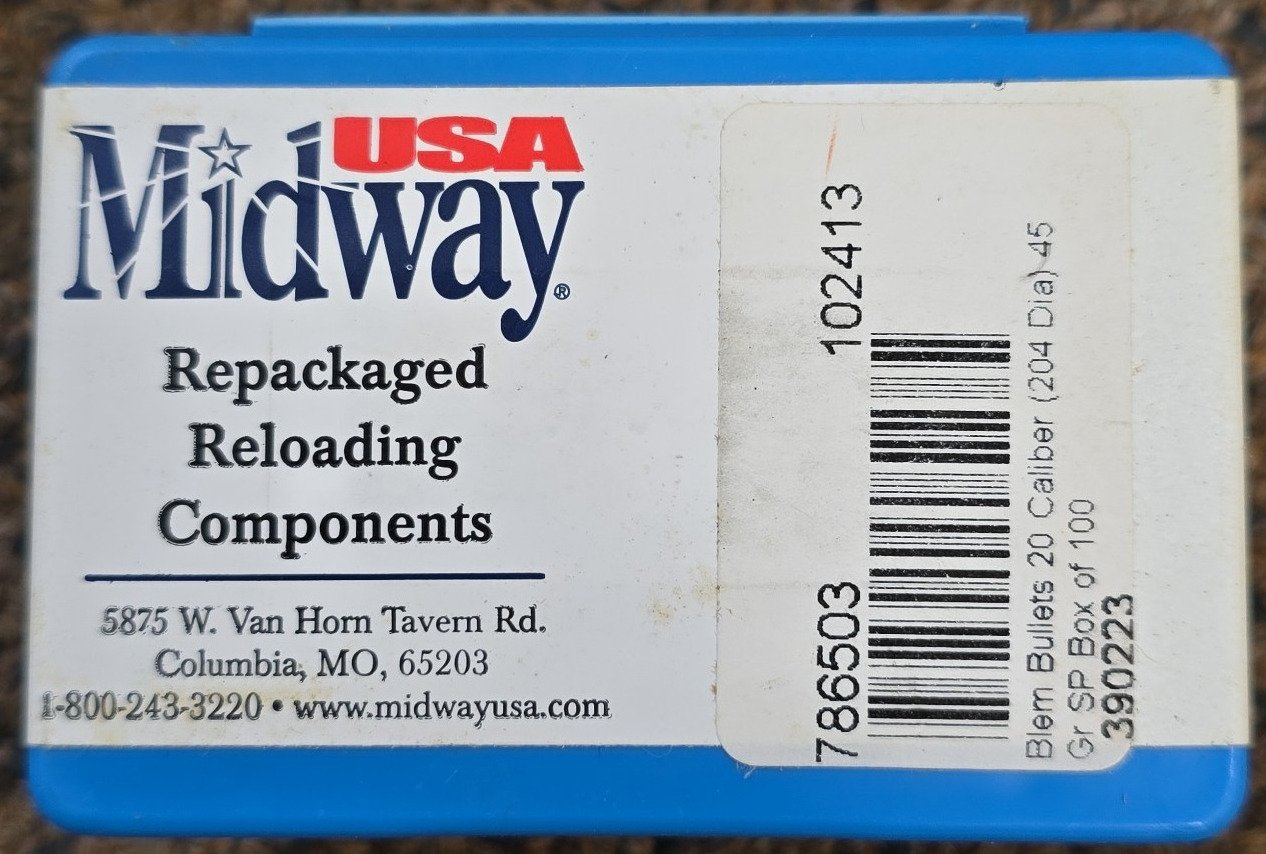 USA
Midway®
Repackaged
Reloading
Components
5875 W. Van Horn Tavern Rd.
Columbia, MO, 65203
1-800-243-3220 • www.midwayusa.com
786503 102413
Blem Bullets 20 Caliber (204 Dia) 45
Gr SP Box of 100
390223